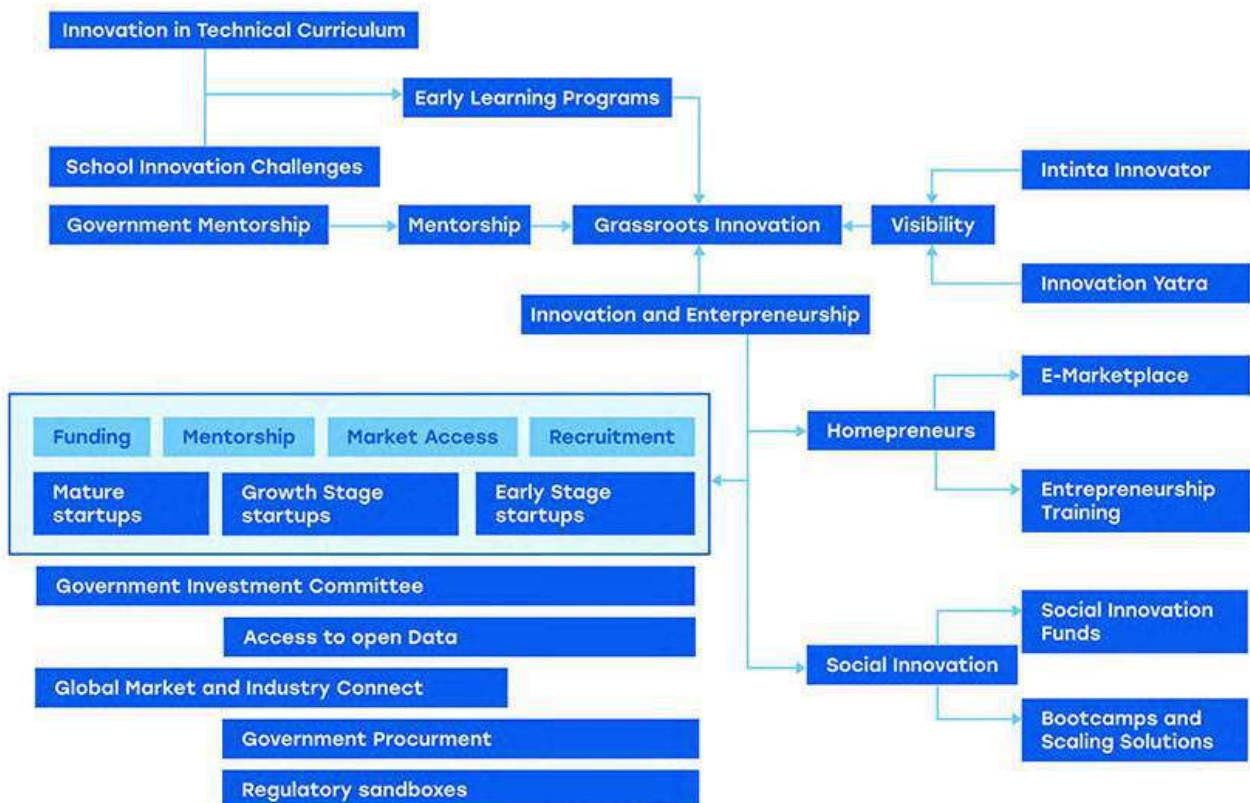 Innovation in Technical Curriculum
Early Learning Programs
School Innovation Challenges
Intinta Innovator
Government Mentorship
Mentorship
Grassroots Innovation
Visibility
Innovation Yatra
Innovation and Enterpreneurship
E-Marketplace
Funding
Mentorship
Market Access
Recruitment
Homepreneurs
Mature
startups
Growth Stage
startups
Early Stage
startups
Entrepreneurship
Training
Government Investment Committee
Access to open Data
Social Innovation
Funds
Social Innovation
Global Market and Industry Connect
Bootcamps and
Scaling Solutions
Government Procurment
Regulatory sandboxes